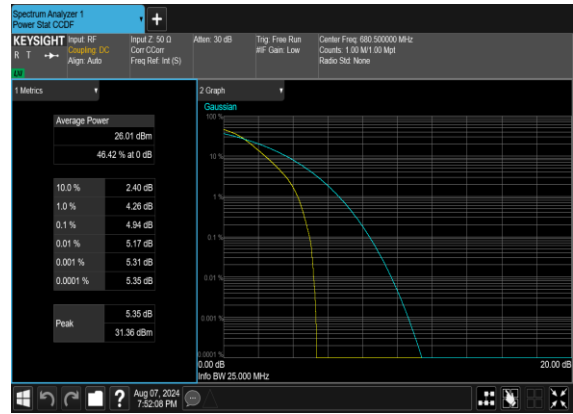 Spectrum Analyzer 1
Power Stat CCDF
KEYSIGHT
R T
LW
Input: RF
Coupling: DC
Align: Auto
Input Z: 50 Ω
Corr CCorr
Freq Ref: Int (S)
Atten: 30 dB
Trig: Free Run
#IF Gain: Low
Center Freq: 680.500000 MHz
Counts: 1.00 M/1.00 Mpt
Radio Std: None
1 Metrics
Average Power
26.01 dBm
46.42 % at 0 dB
10.0 % 2.40 dB
1.0 % 4.26 dB
0.1 % 4.94 dB
0.01 % 5.17 dB
0.001 % 5.31 dB
0.0001 % 5.35 dB
Peak
5.35 dB
31.36 dBm
2 Graph
Gaussian
100 %
10 %
1 %
0.1 %
0.01 %
0.001 %
0.0001 %
0.00 dB 20.00 dB
Info BW 25.000 MHz
?
Aug 07, 2024
7:52:08 PM